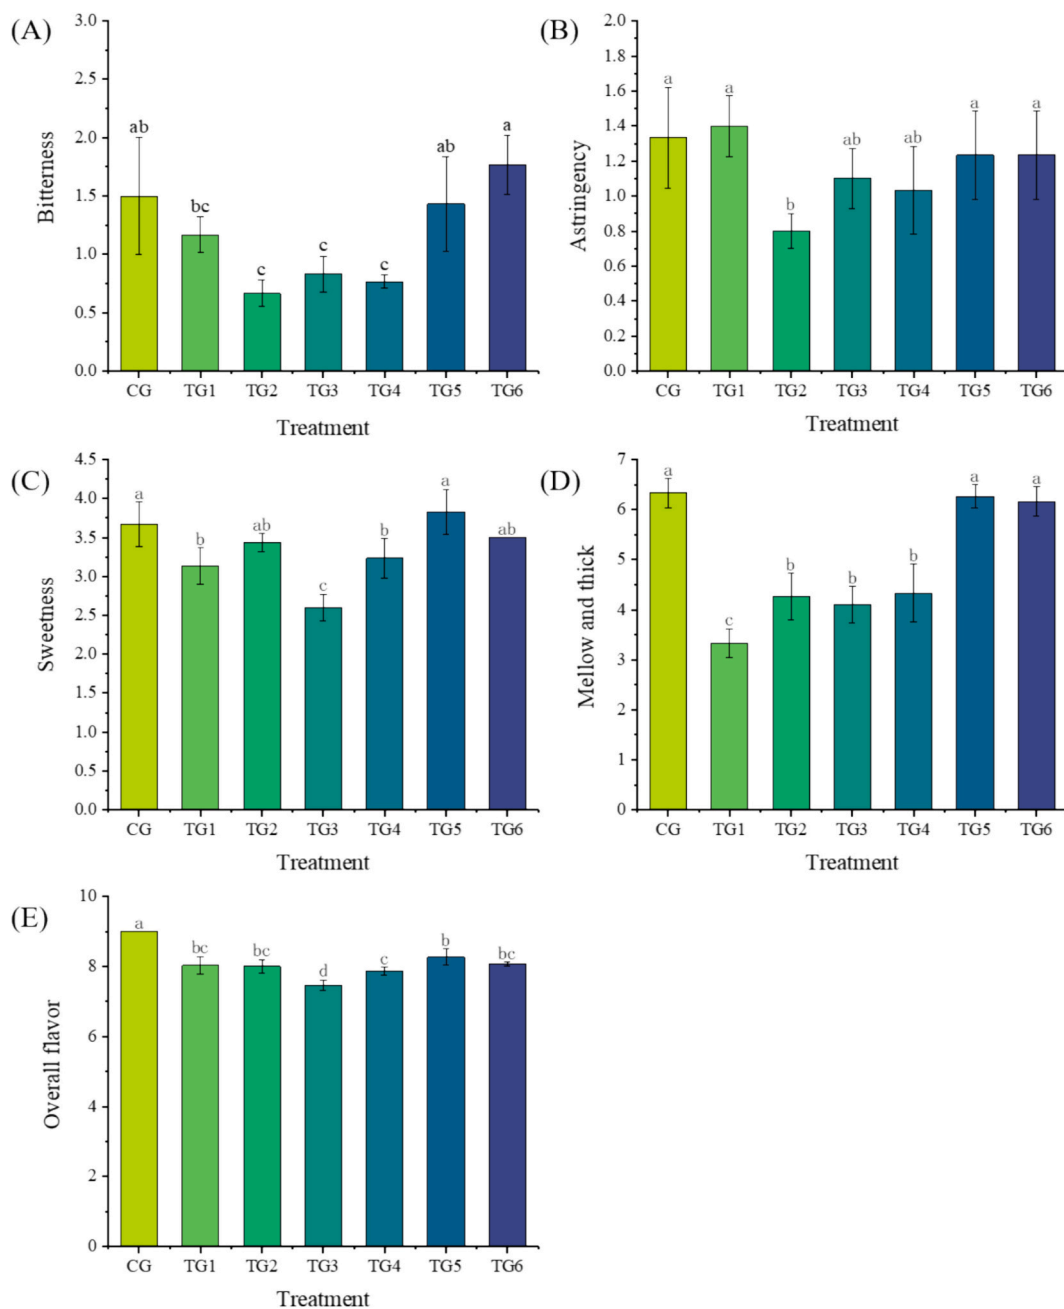 (A)
Bitterness
3.0
2.5
2.0
1.5
1.0
0.5
0.0
ab
bc
c
c
c
ab
a
CG TG1 TG2 TG3 TG4 TG5 TG6
Treatment
(B)
Astringency
2.0
1.8
1.6
1.4
1.2
1.0
0.8
0.6
0.4
0.2
0.0
a
a
b
ab
ab
a
a
CG TG1 TG2 TG3 TG4 TG5 TG6
Treatment
(C)
Sweetness
4.5
4.0
3.5
3.0
2.5
2.0
1.5
1.0
0.5
0.0
a
b
ab
c
b
a
ab
CG TG1 TG2 TG3 TG4 TG5 TG6
Treatment
(D)
Mellow and thick
7
6
5
4
3
2
1
0
a
c
b
b
b
a
a
CG TG1 TG2 TG3 TG4 TG5 TG6
Treatment
(E)
Overall flavor
10
8
6
4
2
0
a
bc
bc
d
c
b
bc
CG TG1 TG2 TG3 TG4 TG5 TG6
Treatment